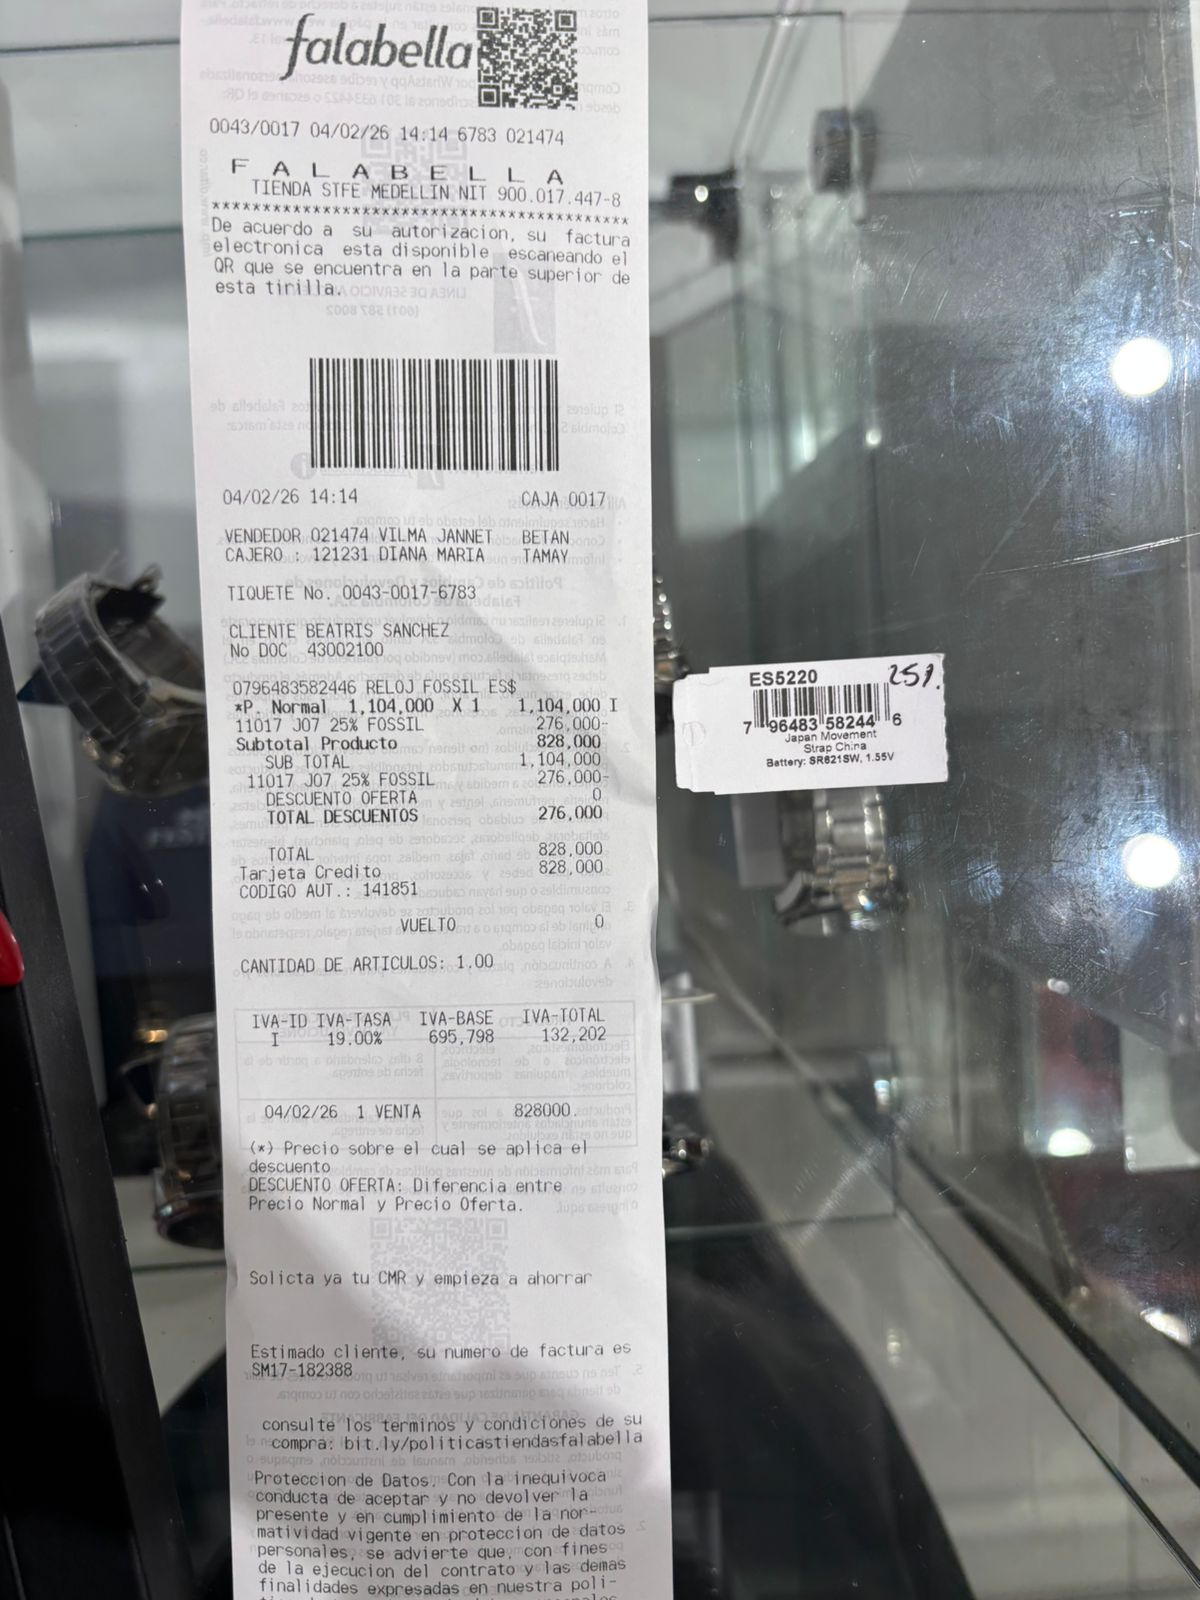 falabella
0043/0017 04/02/26 14:14 6783 021474
F A L A B E L L A
TIENDA STFE MEDELLIN NIT 900.017.447-8
*****************************************
De acuerdo a su autorizacion, su factura
electronica esta disponible escaneando el
QR que se encuentra en la parte superior de
esta tirilla.
04/02/26 14:14 CAJA 0017
VENDEDOR 021474 VILMA JANNET BETAN
CAJERO : 121231 DIANA MARIA TAMAY
TIQUETE No. 0043-0017-6783
CLIENTE BEATRIS SANCHEZ
No DOC 43002100
0796483582446 RELOJ FOSSIL ES$
*P. Normal 1,104,000 X 1 1,104,000 I
11017 J07 25% FOSSIL 276,000-
Subtotal Producto 828,000
SUB TOTAL 1,104,000
11017 J07 25% FOSSIL 276,000-
DESCUENTO OFERTA 0
TOTAL DESCUENTOS 276,000
TOTAL 828,000
Tarjeta Credito 828,000
CODIGO AUT.: 141851
VUELTO 0
CANTIDAD DE ARTICULOS: 1.00
IVA-ID IVA-TASA IVA-BASE IVA-TOTAL
I 19.00% 695,798 132,202
04/02/26 1 VENTA 828000
(*) Precio sobre el cual se aplica el
descuento
DESCUENTO OFERTA: Diferencia entre
Precio Normal y Precio Oferta.
Solicta ya tu CMR y empieza a ahorrar
Estimado cliente, su numero de factura es
SM17-182388
consulte los terminos y condiciones de su
compra: bit.ly/politicastiendasfalabella
Proteccion de Datos. Con la inequivoca
conducta de aceptar y no devolver la
presente y en cumplimiento de la nor-
matividad vigente en proteccion de datos
personales, se advierte que, con fines
de la ejecucion del contrato y las demas
finalidades expresadas en nuestra poli-
ES5220 25%.
7 96483 58244 6
Japan Movement
Strap China
Battery: SR621SW, 1.55V